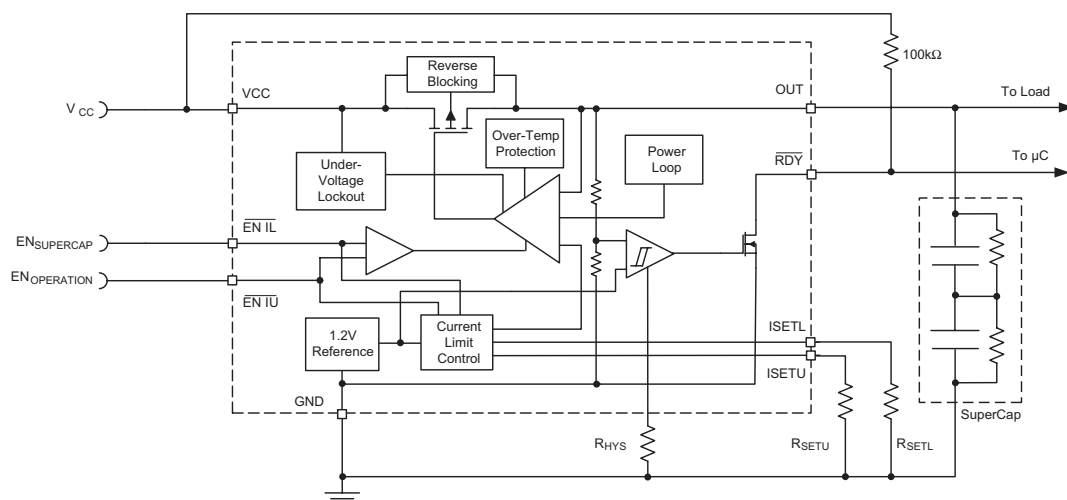 100kΩ
Reverse
Blocking
VCC
OUT
V CC
To Load
Over-Temp
Protection
Power
Loop
RDY
To µC
Under-
Voltage
Lockout
EN IL
ENSUPERCAP
ENOPERATION
EN IU
1.2V
Reference
Current
Limit
Control
ISETL
ISETU
GND
SuperCap
RHYS
RSETU
RSETL